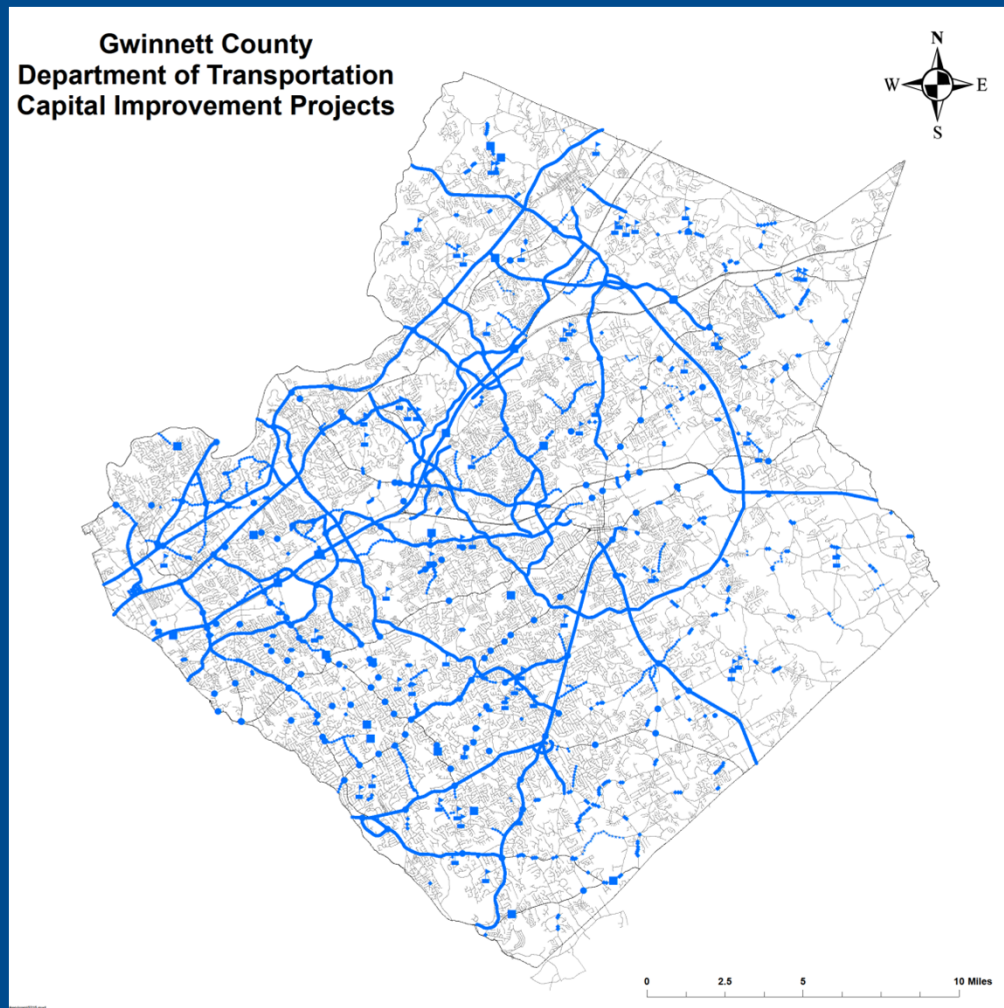 Gwinnett County
Department of Transportation
Capital Improvement Projects
N
W
E
S
0 2.5 5 10 Miles